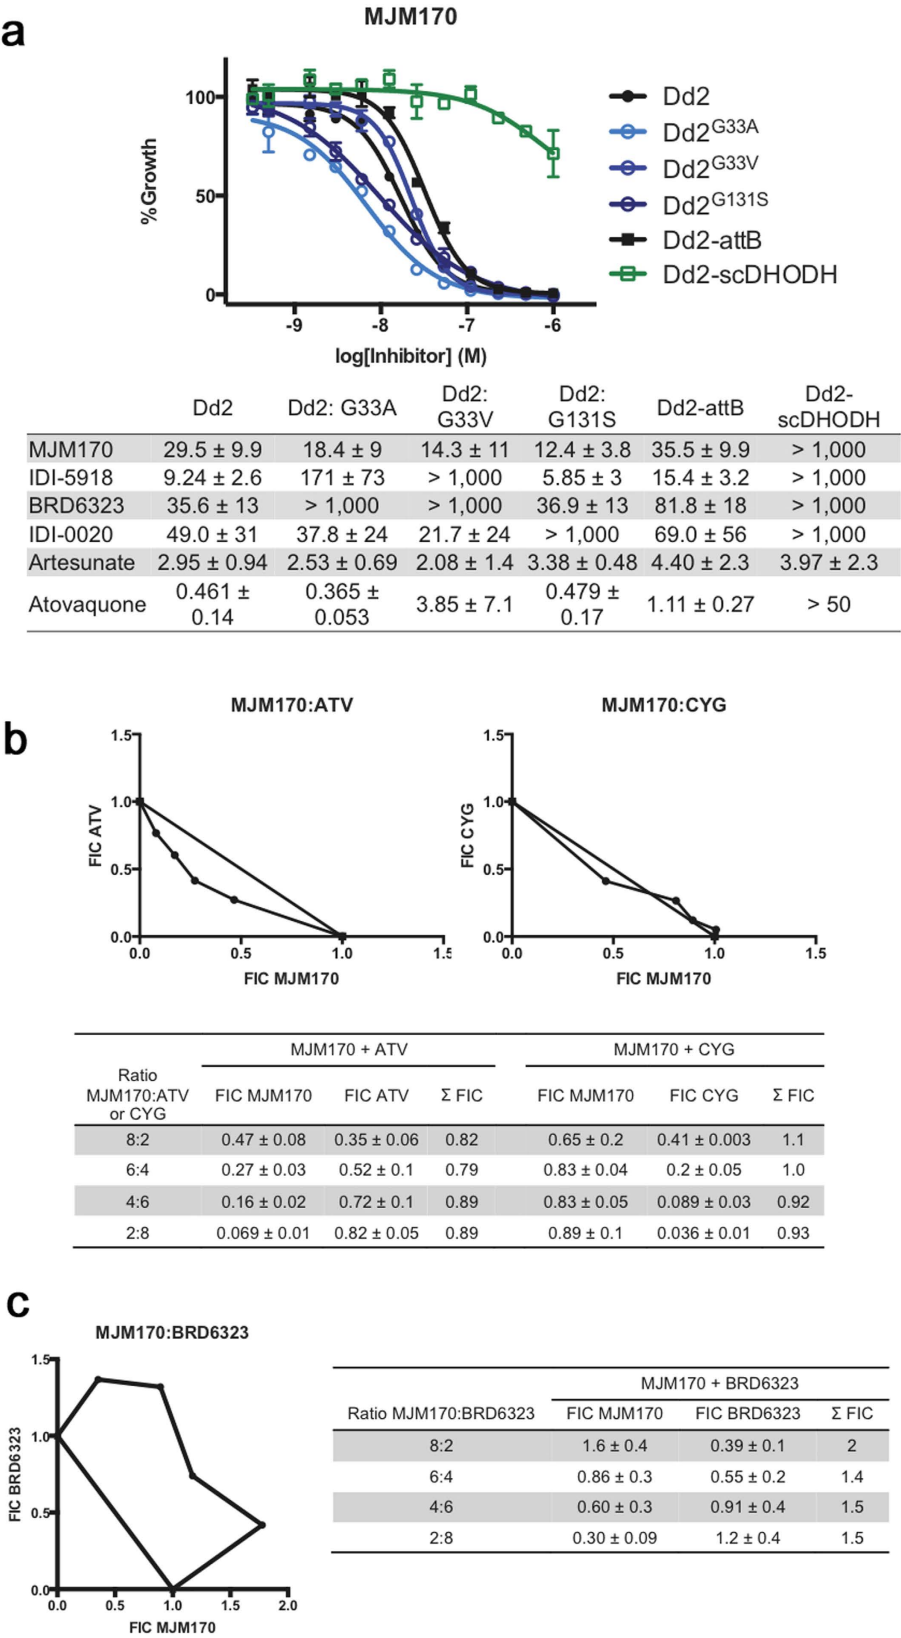 a
MJM170
100
50
0
%Growth
-9 -8 -7 -6
log[Inhibitor] (M)
Dd2
Dd2G33A
Dd2G33V
Dd2G131S
Dd2-attB
Dd2-scDHODH
Dd2 Dd2: G33A Dd2: G33V Dd2: G131S Dd2-attB Dd2-scDHODH
MJM170 29.5 ± 9.9 18.4 ± 9 14.3 ± 11 12.4 ± 3.8 35.5 ± 9.9 > 1,000
IDI-5918 9.24 ± 2.6 171 ± 73 > 1,000 5.85 ± 3 15.4 ± 3.2 > 1,000
BRD6323 35.6 ± 13 > 1,000 > 1,000 36.9 ± 13 81.8 ± 18 > 1,000
IDI-0020 49.0 ± 31 37.8 ± 24 21.7 ± 24 > 1,000 69.0 ± 56 > 1,000
Artesunate 2.95 ± 0.94 2.53 ± 0.69 2.08 ± 1.4 3.38 ± 0.48 4.40 ± 2.3 3.97 ± 2.3
Atovaquone 0.461 ± 0.14 0.365 ± 0.053 3.85 ± 7.1 0.479 ± 0.17 1.11 ± 0.27 > 50
b
MJM170:ATV
1.5
1.0
0.5
0.0
FIC ATV
0.0 0.5 1.0 1.5
FIC MJM170
MJM170:CYG
1.5
1.0
0.5
0.0
FIC CYG
0.0 0.5 1.0 1.5
FIC MJM170
MJM170 + ATV MJM170 + CYG
Ratio MJM170:ATV or CYG FIC MJM170 FIC ATV Σ FIC FIC MJM170 FIC CYG Σ FIC
8:2 0.47 ± 0.08 0.35 ± 0.06 0.82 0.65 ± 0.2 0.41 ± 0.003 1.1
6:4 0.27 ± 0.03 0.52 ± 0.1 0.79 0.83 ± 0.04 0.2 ± 0.05 1.0
4:6 0.16 ± 0.02 0.72 ± 0.1 0.89 0.83 ± 0.05 0.089 ± 0.03 0.92
2:8 0.069 ± 0.01 0.82 ± 0.05 0.89 0.89 ± 0.1 0.036 ± 0.01 0.93
c
MJM170:BRD6323
1.5
1.0
0.5
0.0
FIC BRD6323
0.0 0.5 1.0 1.5 2.0
FIC MJM170
MJM170 + BRD6323
Ratio MJM170:BRD6323 FIC MJM170 FIC BRD6323 Σ FIC
8:2 1.6 ± 0.4 0.39 ± 0.1 2
6:4 0.86 ± 0.3 0.55 ± 0.2 1.4
4:6 0.60 ± 0.3 0.91 ± 0.4 1.5
2:8 0.30 ± 0.09 1.2 ± 0.4 1.5